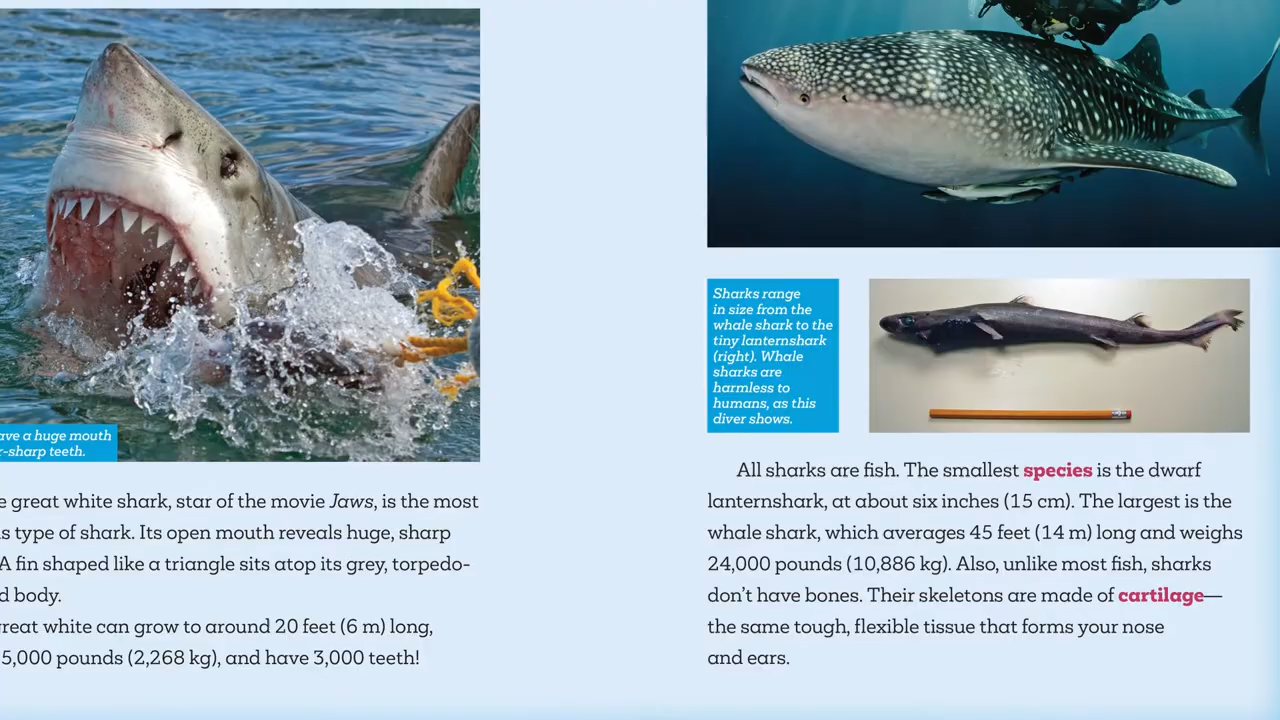 ave a huge mouth
r-sharp teeth.
e great white shark, star of the movie Jaws, is the most
s type of shark. Its open mouth reveals huge, sharp
A fin shaped like a triangle sits atop its grey, torpedo-
d body.
great white can grow to around 20 feet (6 m) long,
5,000 pounds (2,268 kg), and have 3,000 teeth!
Sharks range
in size from the
whale shark to the
tiny lanternshark
(right). Whale
sharks are
harmless to
humans, as this
diver shows.
All sharks are fish. The smallest species is the dwarf
lanternshark, at about six inches (15 cm). The largest is the
whale shark, which averages 45 feet (14 m) long and weighs
24,000 pounds (10,886 kg). Also, unlike most fish, sharks
don’t have bones. Their skeletons are made of cartilage—
the same tough, flexible tissue that forms your nose
and ears.